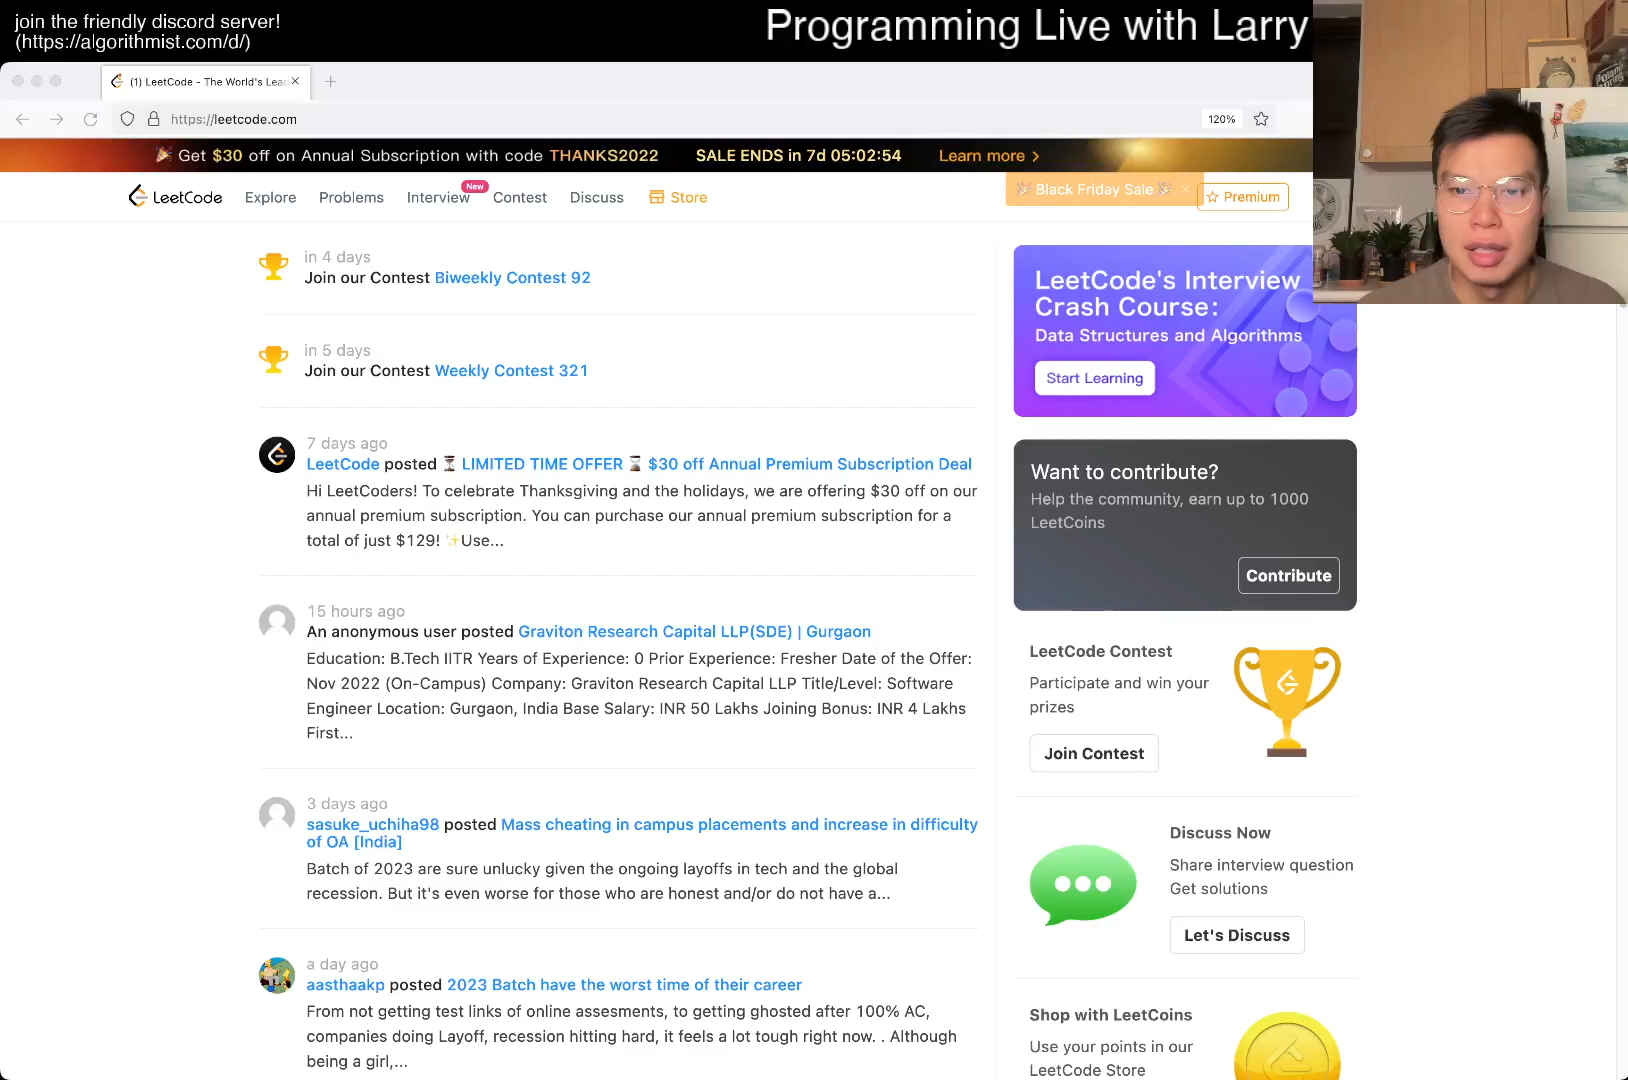 join the friendly discord server!
(https://algorithmist.com/d/)
Programming Live with Larry
(1) LeetCode - The World's Lead
https://leetcode.com
120%
🎉 Get $30 off on Annual Subscription with code THANKS2022 SALE ENDS in 7d 05:02:54 Learn more >
LeetCode Explore Problems Interview New Contest Discuss Store
🎉 Black Friday Sale 🎉 ×
☆ Premium
in 4 days
Join our Contest Biweekly Contest 92
in 5 days
Join our Contest Weekly Contest 321
7 days ago
LeetCode posted ⏳ LIMITED TIME OFFER ⌛ $30 off Annual Premium Subscription Deal
Hi LeetCoders! To celebrate Thanksgiving and the holidays, we are offering $30 off on our
annual premium subscription. You can purchase our annual premium subscription for a
total of just $129! ✨Use...
15 hours ago
An anonymous user posted Graviton Research Capital LLP(SDE) | Gurgaon
Education: B.Tech IITR Years of Experience: 0 Prior Experience: Fresher Date of the Offer:
Nov 2022 (On-Campus) Company: Graviton Research Capital LLP Title/Level: Software
Engineer Location: Gurgaon, India Base Salary: INR 50 Lakhs Joining Bonus: INR 4 Lakhs
First...
3 days ago
sasuke_uchiha98 posted Mass cheating in campus placements and increase in difficulty
of OA [India]
Batch of 2023 are sure unlucky given the ongoing layoffs in tech and the global
recession. But it's even worse for those who are honest and/or do not have a...
a day ago
aasthaakp posted 2023 Batch have the worst time of their career
From not getting test links of online assesments, to getting ghosted after 100% AC,
companies doing Layoff, recession hitting hard, it feels a lot tough right now. . Although
being a girl,...
LeetCode's Interview
Crash Course:
Data Structures and Algorithms
Start Learning
Want to contribute?
Help the community, earn up to 1000
LeetCoins
Contribute
LeetCode Contest
Participate and win your
prizes
Join Contest
Discuss Now
Share interview question
Get solutions
Let's Discuss
Shop with LeetCoins
Use your points in our
LeetCode Store